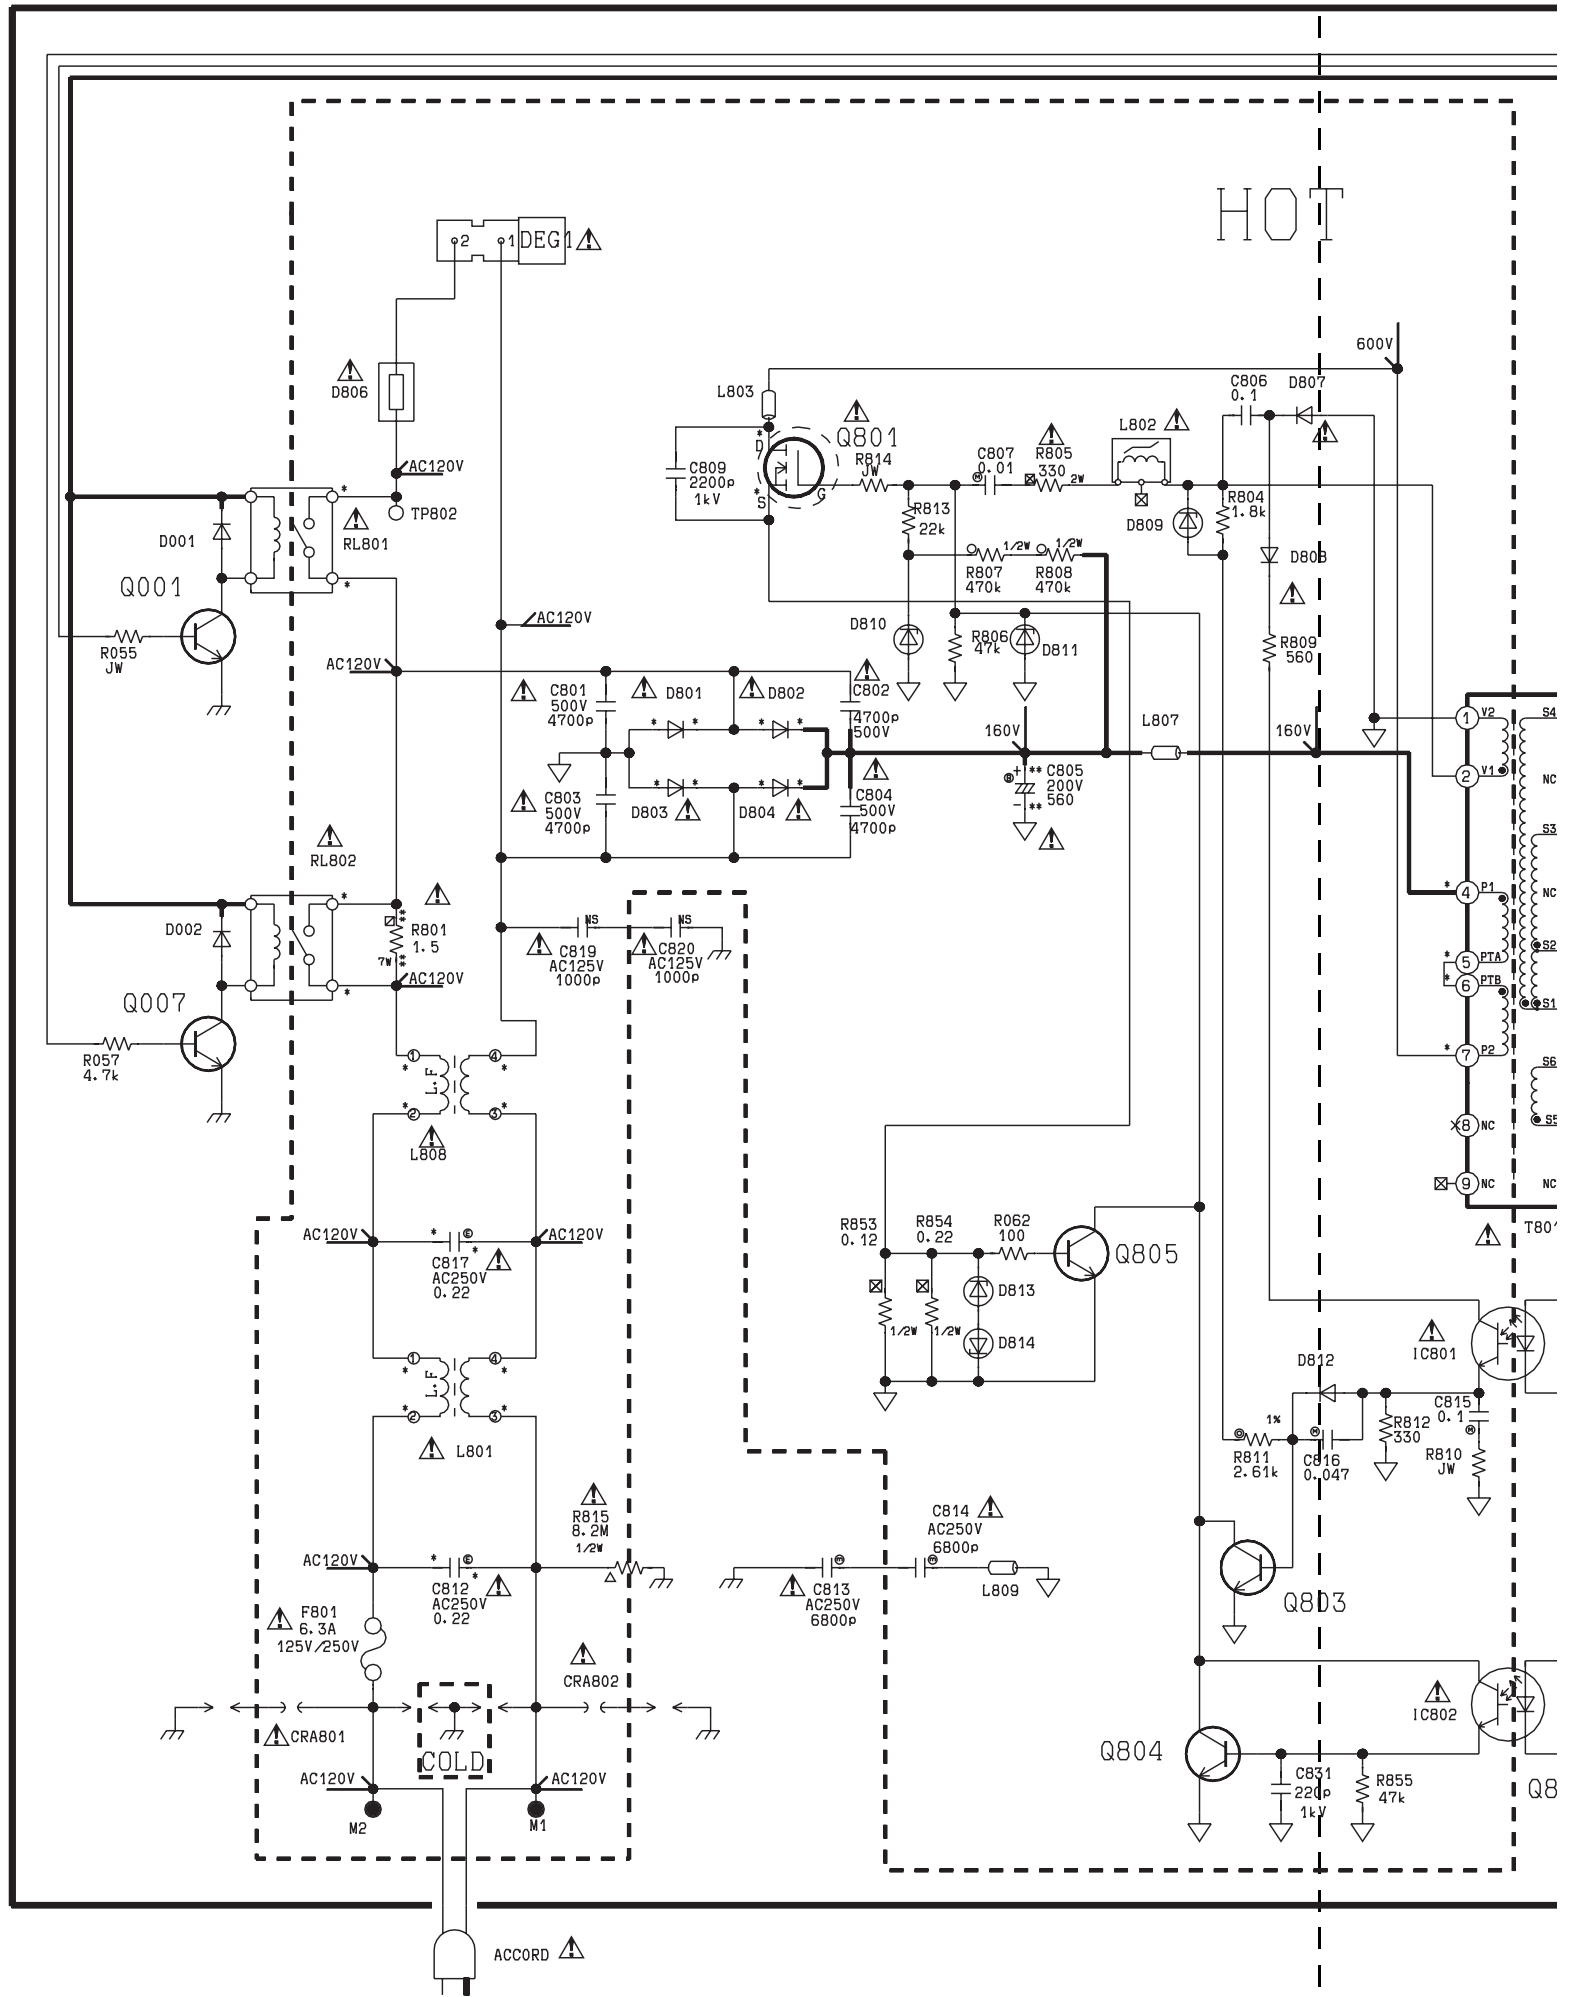 HOT
2
1
DEG1
600V
D806
L803
C806
0.1
D807
Q801
L802
AC120V
D
R814
JW
C807
0.01
R805
330
2W
C809
2200p
1kV
S
G
TP802
R813
22k
D809
R804
1.8k
D001
RL801
1/2W
1/2W
D808
Q001
R807
470k
R808
470k
AC120V
D810
R806
47k
D811
R809
560
R055
JW
AC120V
C801
500V
4700p
D801
D802
C802
4700p
500V
160V
L807
160V
1
V2
S4
C805
200V
560
2
V1
NC
C803
500V
4700p
D803
D804
C804
500V
4700p
S3
RL802
4
P1
NC
D002
R801
1.5
7W
NS
NS
C819
AC125V
1000p
C820
AC125V
1000p
S2
5
PTA
AC120V
6
PTB
S1
Q007
R057
4.7k
1
4
L.F
2
3
7
P2
S6
L808
8
NC
S5
9
NC
NC
T801
AC120V
AC120V
C817
AC250V
0.22
R853
0.12
R854
0.22
R062
100
Q805
D813
1/2W
1/2W
D814
IC801
1
4
L.F
2
3
D812
L801
C815
0.1
R812
330
1%
R811
2.61k
C816
0.047
R810
JW
R815
8.2M
1/2W
C814
AC250V
6800p
AC120V
C812
AC250V
0.22
C813
AC250V
6800p
L809
Q803
F801
6.3A
125V/250V
CRA802
CRA801
COLD
IC802
Q804
AC120V
AC120V
C831
220p
1kV
R855
47k
Q8
M2
M1
ACCORD